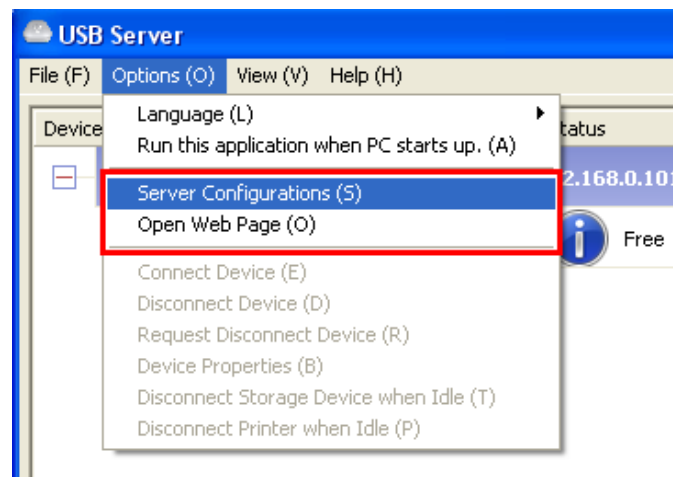 USB Server
File (F) Options (O) View (V) Help (H)
Device
tatus
Language (L)
Run this application when PC starts up. (A)
2.168.0.101
Server Configurations (S)
Open Web Page (O)
Free
Connect Device (E)
Disconnect Device (D)
Request Disconnect Device (R)
Device Properties (B)
Disconnect Storage Device when Idle (T)
Disconnect Printer when Idle (P)